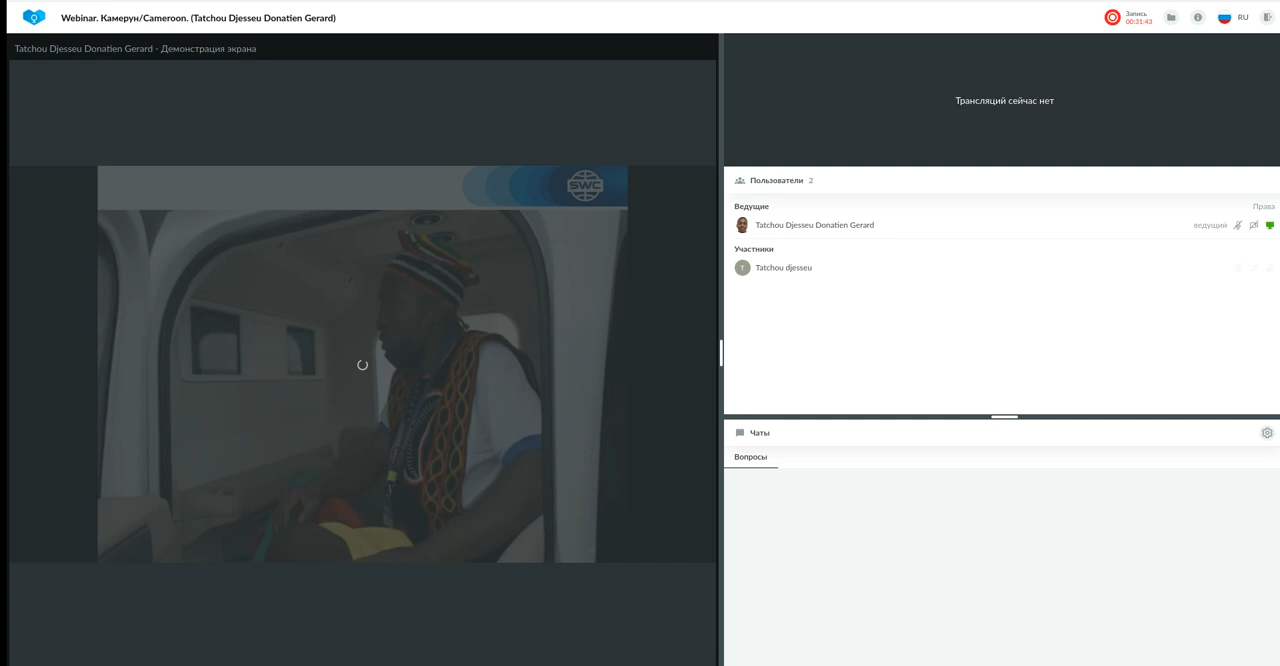 Webinar. Камерун/Cameroon. (Tatchou Djesseu Donatien Gerard)
Запись
00:31:43
RU
Tatchou Djesseu Donatien Gerard - Демонстрация экрана
SWC
Трансляций сейчас нет
Пользователи 2
Ведущие Права
Tatchou Djesseu Donatien Gerard ведущий
Участники
T Tatchou djesseu
Чаты
Вопросы